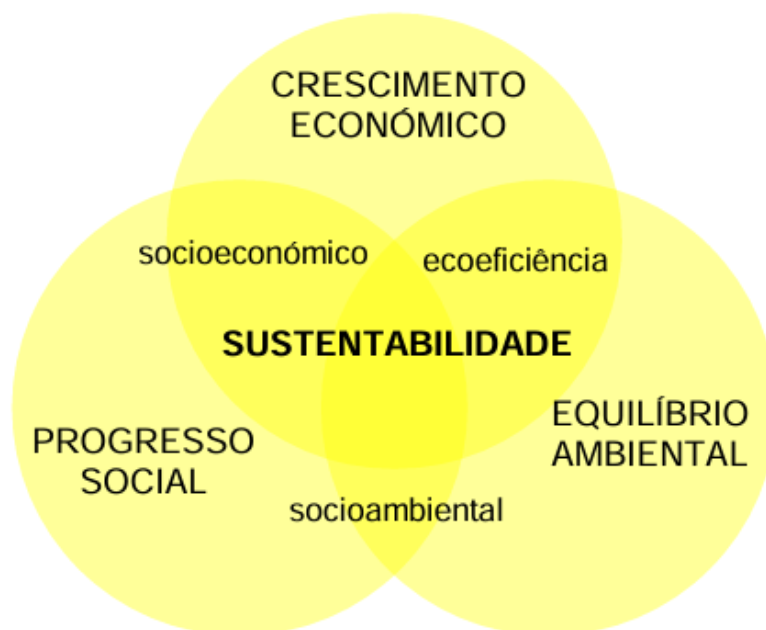 CRESCIMENTO
ECONÓMICO
socioeconómico
ecoeficiência
SUSTENTABILIDADE
PROGRESSO
SOCIAL
EQUILÍBRIO
AMBIENTAL
socioambiental